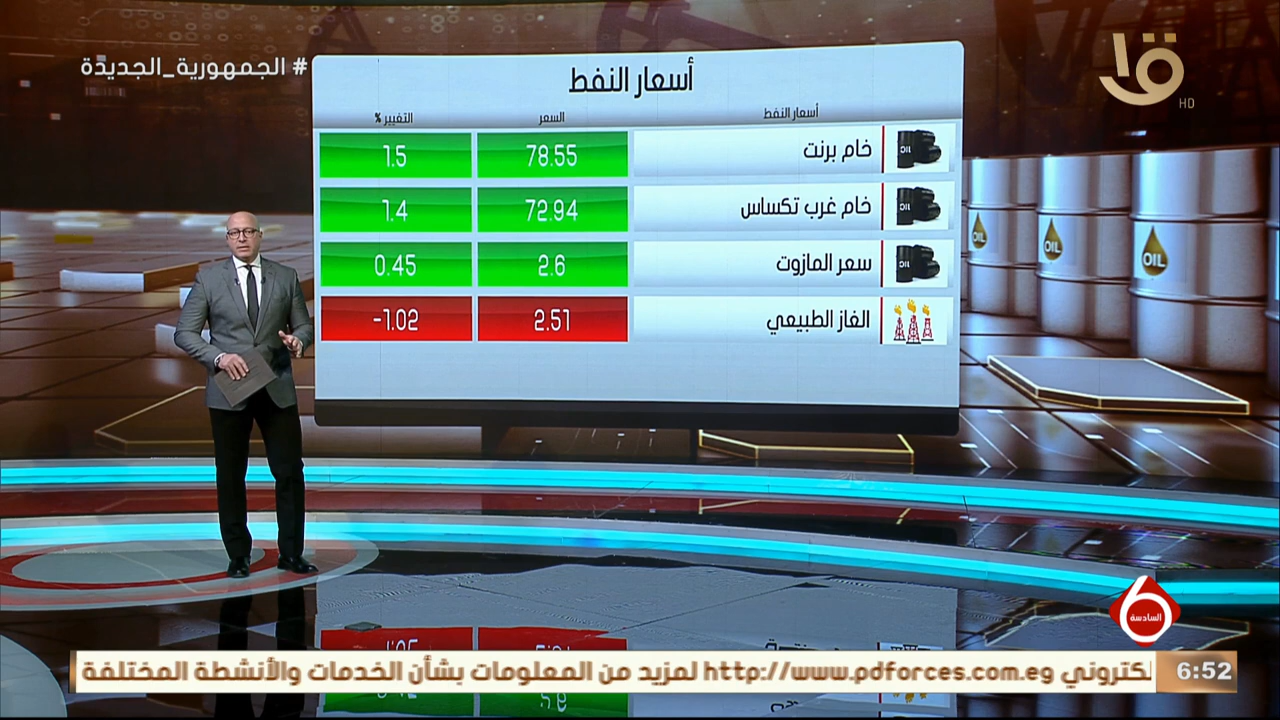 # الجمهورية_الجديدة
HD
أسعار النفط
أسعار النفط السعر التغيير %
خام برنت 78.55 1.5
خام غرب تكساس 72.94 1.4
سعر المازوت 2.6 0.45
الغاز الطبيعي 2.51 -1.02
OIL
OIL
OIL
6
السادسة
لكتروني http://www.pdforces.com.eg لمزيد من المعلومات بشأن الخدمات والأنشطة المختلفة
6:52